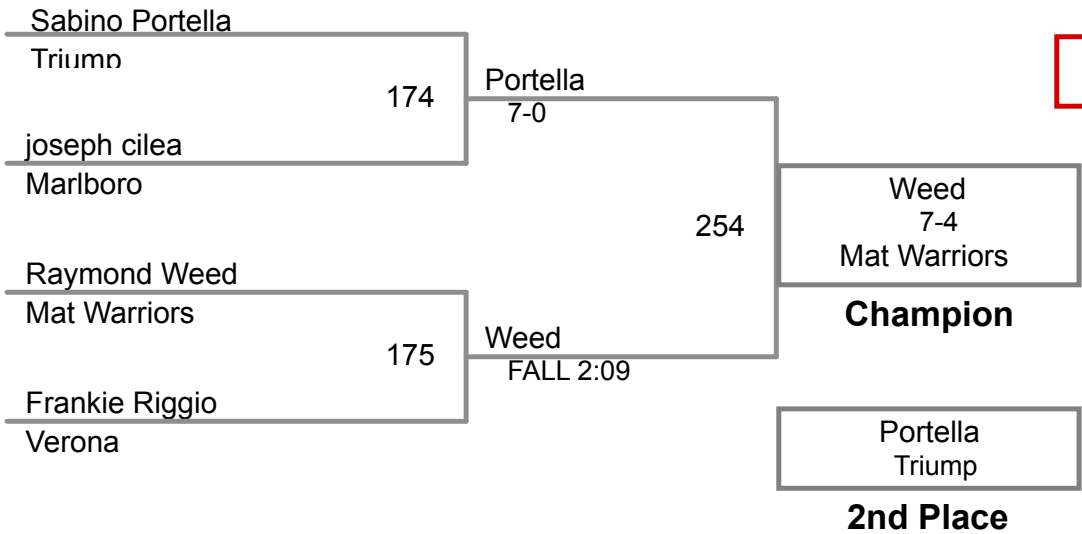 Sabino Portella
Triump
174
Portella
7-0
joseph cilea
Marlboro
254
Weed
7-4
Mat Warriors
Champion
Raymond Weed
Mat Warriors
175
Weed
FALL 2:09
Frankie Riggio
Verona
Portella
Triump
2nd Place